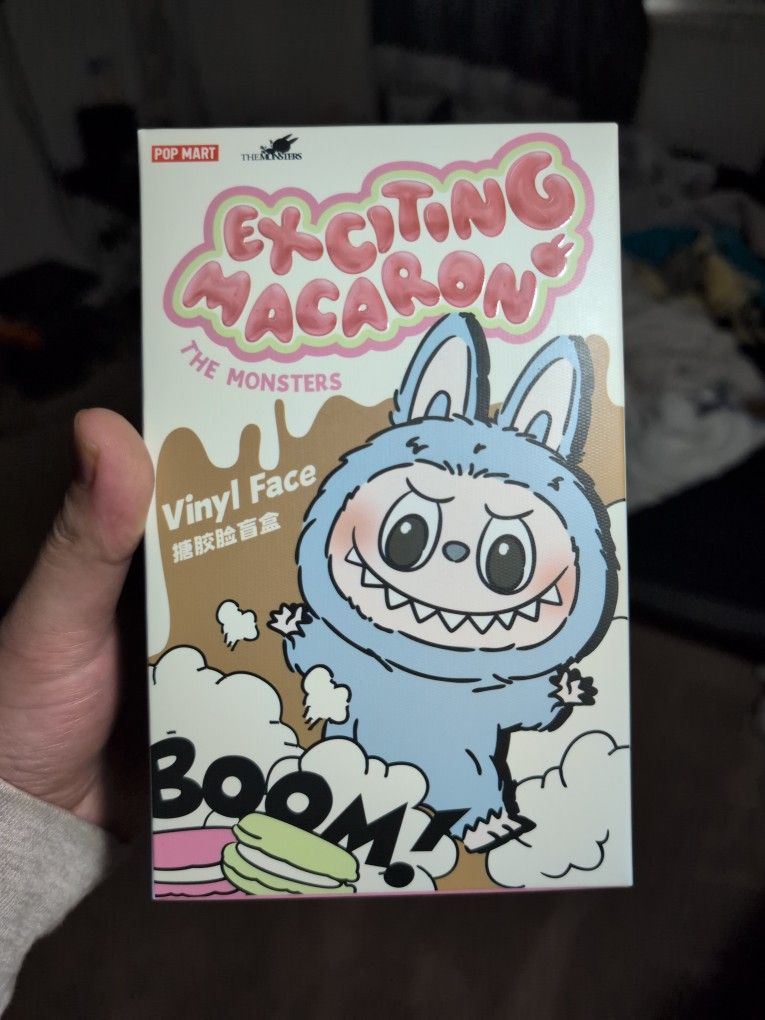 POP MART
THE MONSTERS
EXCITING
MACARON
THE MONSTERS
Vinyl Face
搪胶脸盲盒
BOOM!